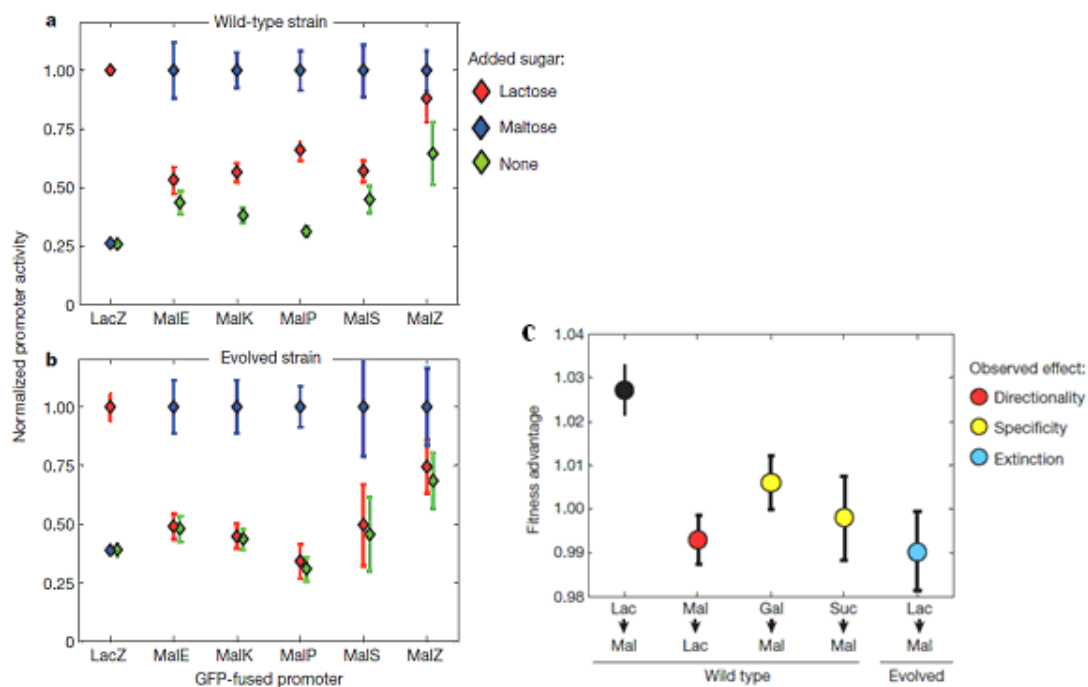 a
Wild-type strain
1.00
0.75
0.50
0.25
0
LacZ MalE MalK MalP MalS MalZ
Added sugar:
Lactose
Maltose
None
Normalized promoter activity
b
Evolved strain
1.00
0.75
0.50
0.25
0
LacZ MalE MalK MalP MalS MalZ
GFP-fused promoter
c
1.04
1.03
1.02
1.01
1.00
0.99
0.98
Fitness advantage
Lac Mal Gal Suc Lac
Mal Lac Mal Mal Mal
Wild type Evolved
Observed effect:
Directionality
Specificity
Extinction